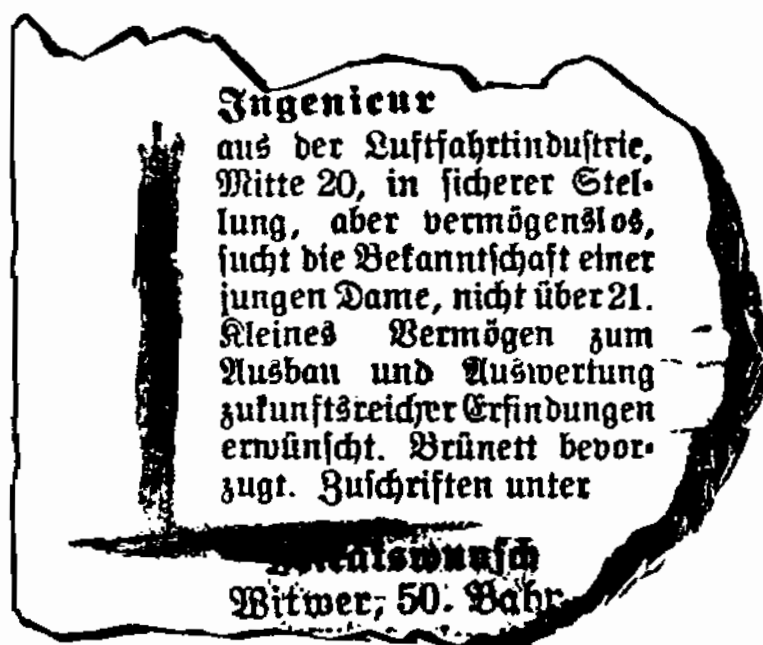 Ingenieur
aus der Luftfahrtindustrie,
Mitte 20, in sicherer Stel-
lung, aber vermögenslos,
sucht die Bekanntschaft einer
jungen Dame, nicht über 21.
Kleines Vermögen zum
Ausbau und Auswertung
zukunftsreicher Erfindungen
erwünscht. Brünett bevor-
zugt. Zuschriften unter
Witwer, 50.